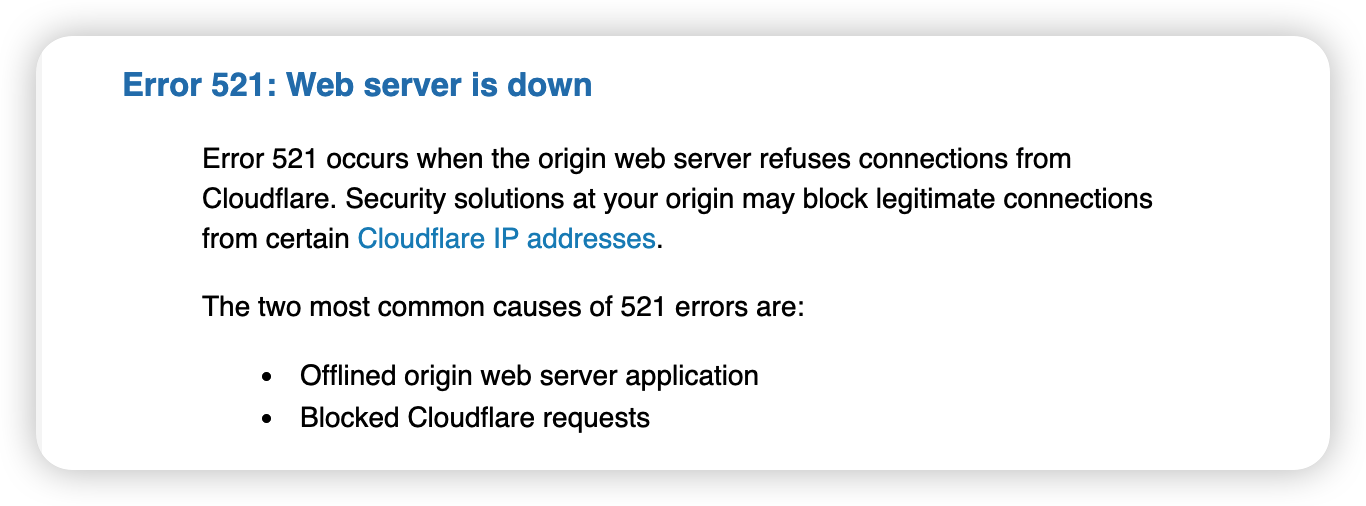 Error 521: Web server is down
Error 521 occurs when the origin web server refuses connections from
Cloudflare. Security solutions at your origin may block legitimate connections
from certain Cloudflare IP addresses.
The two most common causes of 521 errors are:
• Offlined origin web server application
• Blocked Cloudflare requests